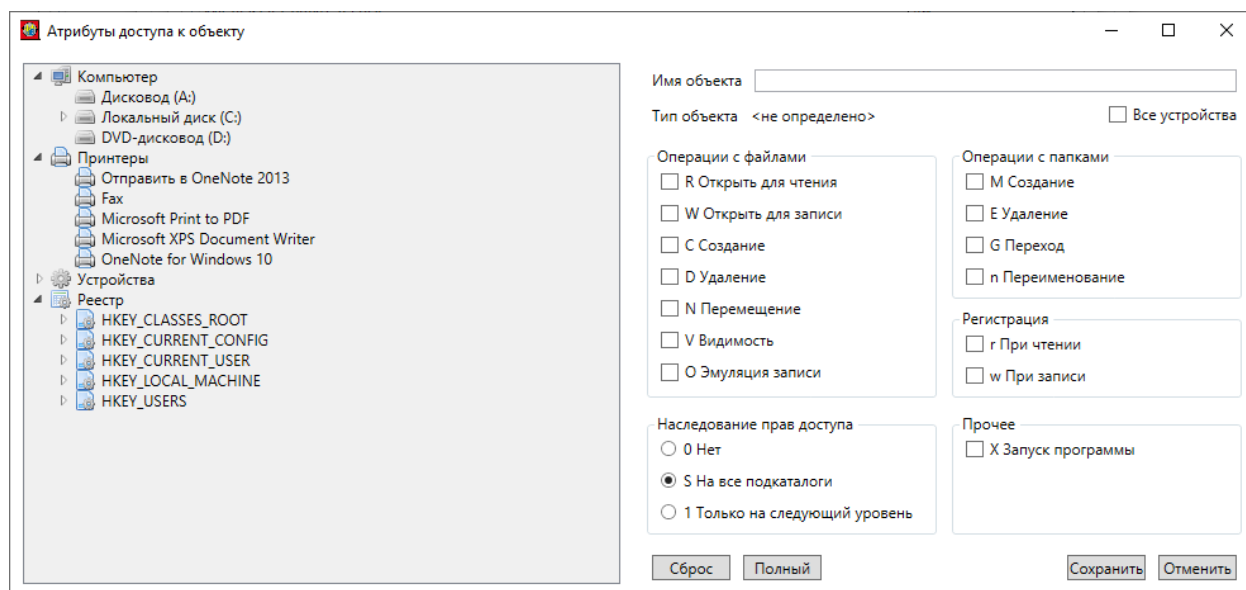 Атрибуты доступа к объекту
Компьютер
Дисковод (A:)
Локальный диск (C:)
DVD-дисковод (D:)
Принтеры
Отправить в OneNote 2013
Fax
Microsoft Print to PDF
Microsoft XPS Document Writer
OneNote for Windows 10
Устройства
Реестр
HKEY_CLASSES_ROOT
HKEY_CURRENT_CONFIG
HKEY_CURRENT_USER
HKEY_LOCAL_MACHINE
HKEY_USERS
Имя объекта
Тип объекта <не определено> Все устройства
Операции с файлами
R Открыть для чтения
W Открыть для записи
C Создание
D Удаление
N Перемещение
V Видимость
O Эмуляция записи
Операции с папками
M Создание
E Удаление
G Переход
n Переименование
Регистрация
r При чтении
w При записи
Наследование прав доступа
0 Нет
S На все подкаталоги
1 Только на следующий уровень
Прочее
X Запуск программы
Сброс Полный Сохранить Отменить